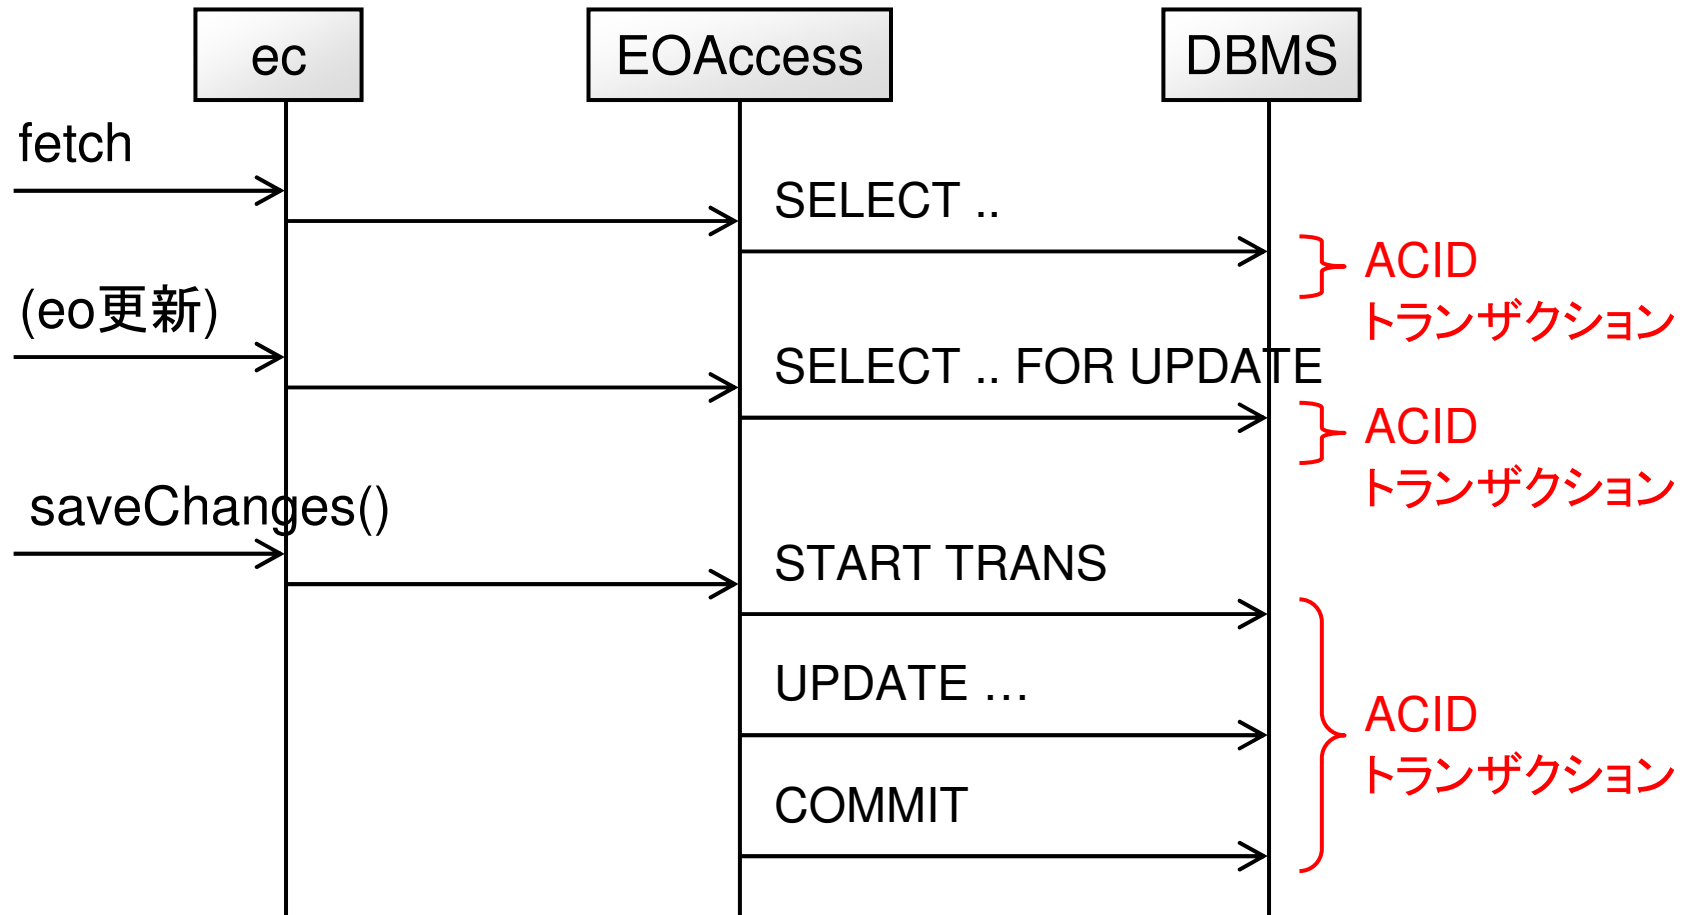 ec
EOAccess
DBMS
fetch
SELECT ..
ACID
トランザクション
(eo更新)
SELECT .. FOR UPDATE
ACID
トランザクション
saveChanges()
START TRANS
UPDATE …
ACID
トランザクション
COMMIT